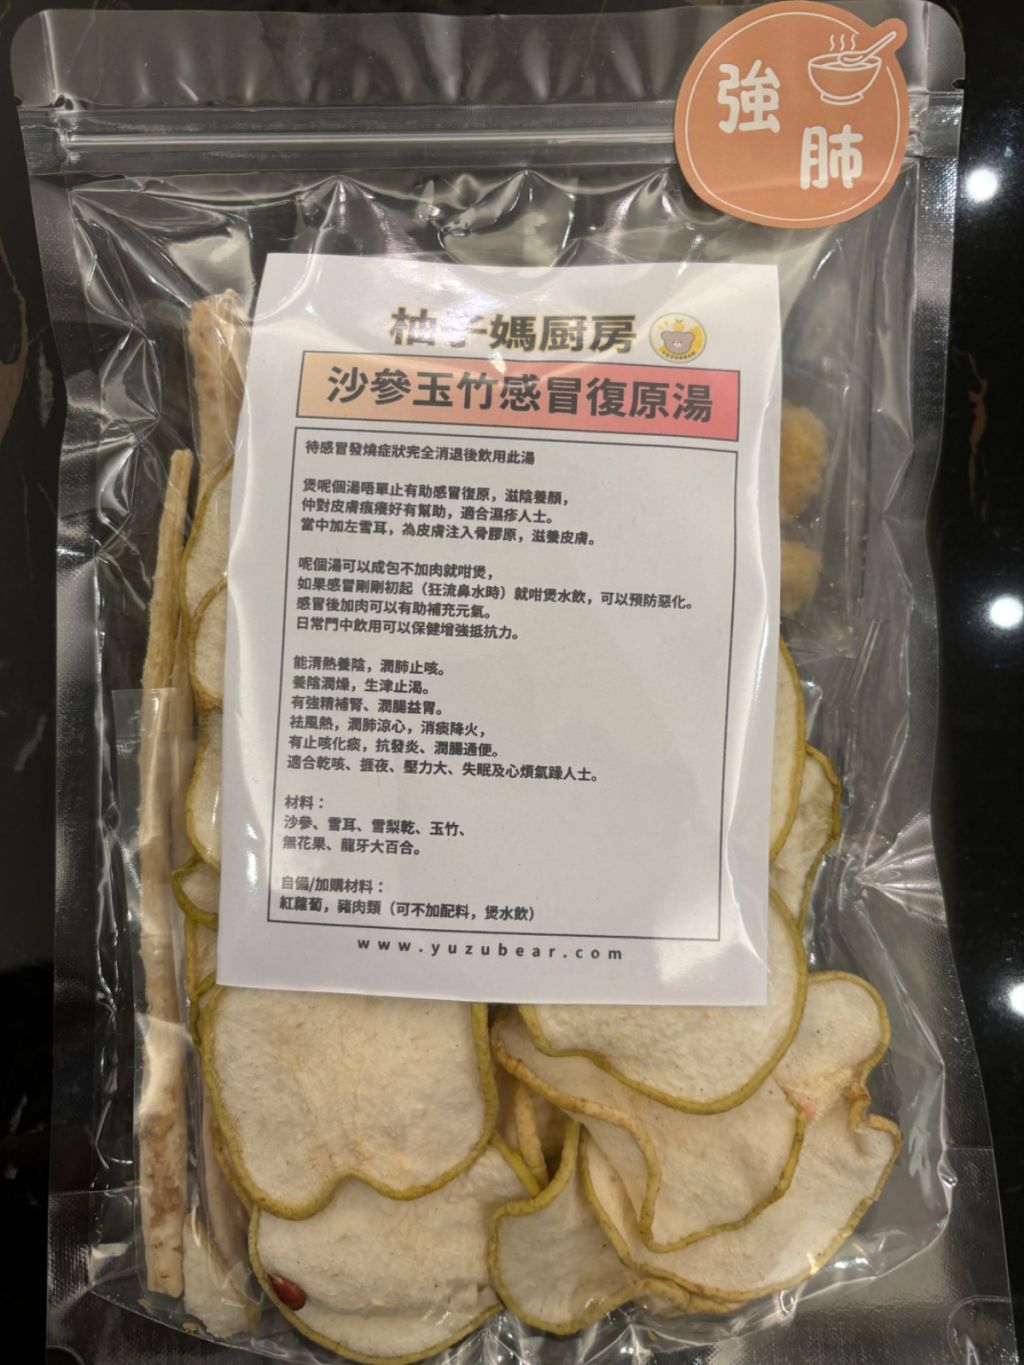 強
肺
柚子媽厨房
沙參玉竹感冒復原湯
待感冒發燒症狀完全消退後飲用此湯
煲呢個湯唔單止有助感冒復原，滋陰養顏，
仲對皮膚痕癢好有幫助，適合濕疹人士。
當中加左雪耳，為皮膚注入骨膠原，滋養皮膚。
呢個湯可以成包不加肉就咁煲，
如果感冒剛剛初起（狂流鼻水時）就咁煲水飲，可以預防惡化。
感冒後加肉可以有助補充元氣。
日常門中飲用可以保健增強抵抗力。
能清熱養陰，潤肺止咳。
養陰潤燥，生津止渴。
有強精補腎、潤腸益胃。
祛風熱，潤肺涼心，消痰降火，
有止咳化痰，抗發炎、潤腸通便。
適合乾咳、捱夜、壓力大、失眠及心煩氣躁人士。
材料：
沙參、雪耳、雪梨乾、玉竹、
無花果、龍牙大百合。
自備/加購材料：
紅蘿蔔，豬肉類（可不加配料，煲水飲）
www.yuzubear.com